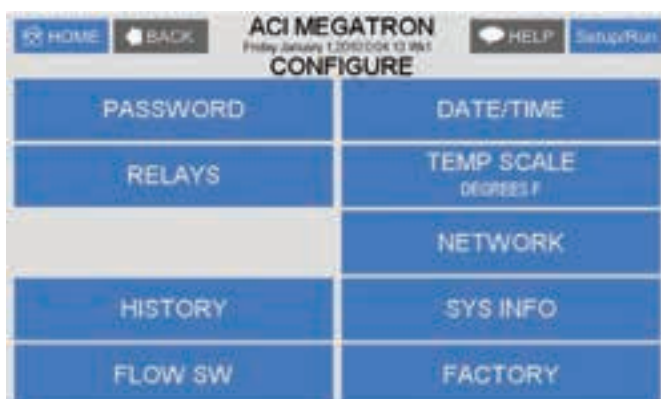 HOME BACK ACI MEGATRON HELP Setup/Run
CONFIGURE
PASSWORD DATE/TIME
RELAYS TEMP SCALE
DEGREES F
NETWORK
HISTORY SYS INFO
FLOW SW FACTORY